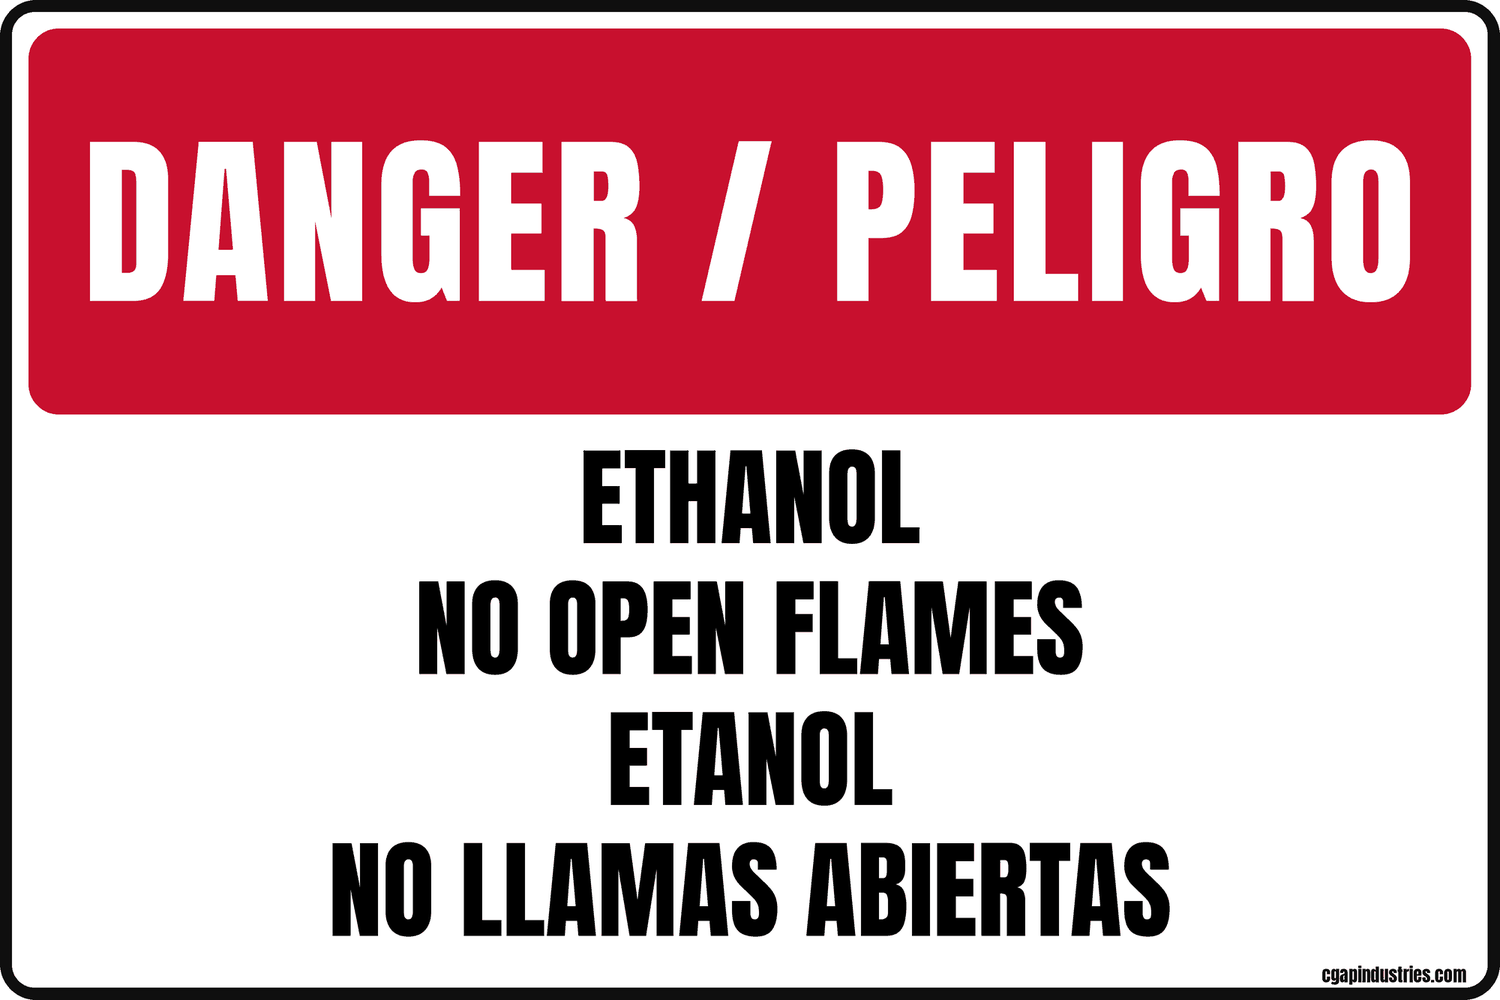 DANGER / PELIGRO
ETHANOL
NO OPEN FLAMES
ETANOL
NO LLAMAS ABIERTAS
cgapindustries.com